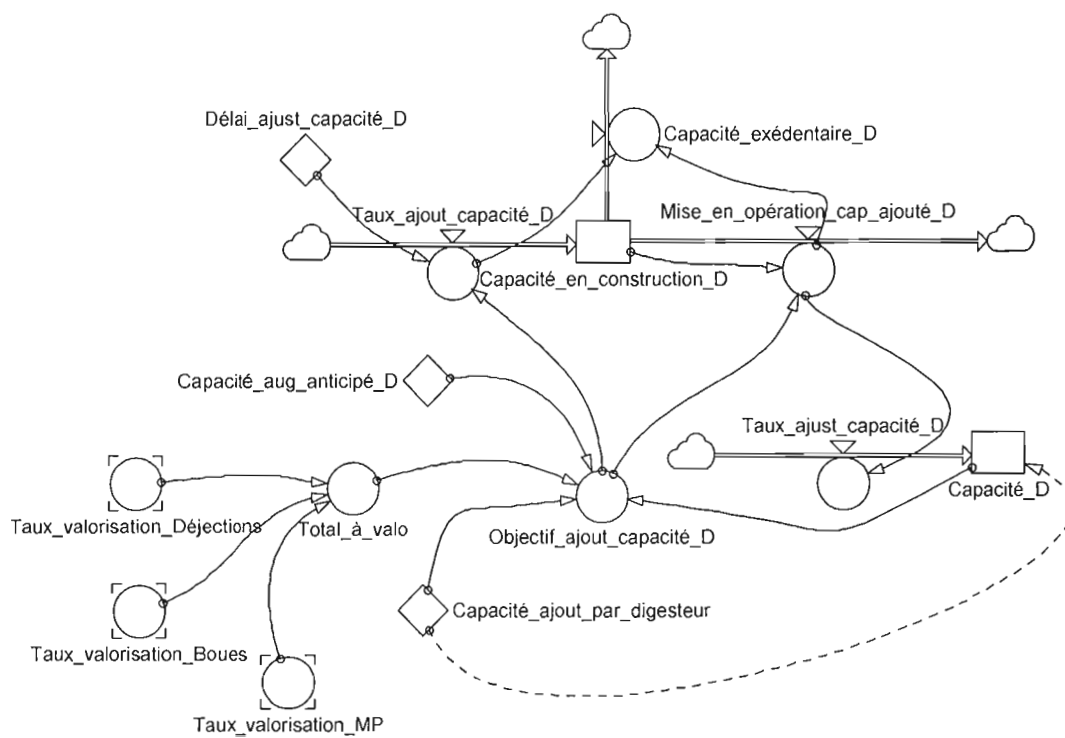 Délai_ajust_capacité_D
Capacité_exédentaire_D
Taux_ajout_capacité_D
Mise_en_opération_cap_ajouté_D
Capacité_en_construction_D
Capacité_aug_anticipé_D
Taux_ajust_capacité_D
Capacité_D
Taux_valorisation_Déjections
Total_à_valo
Objectif_ajout_capacité_D
Capacité_ajout_par_digesteur
Taux_valorisation_Boues
Taux_valorisation_MP